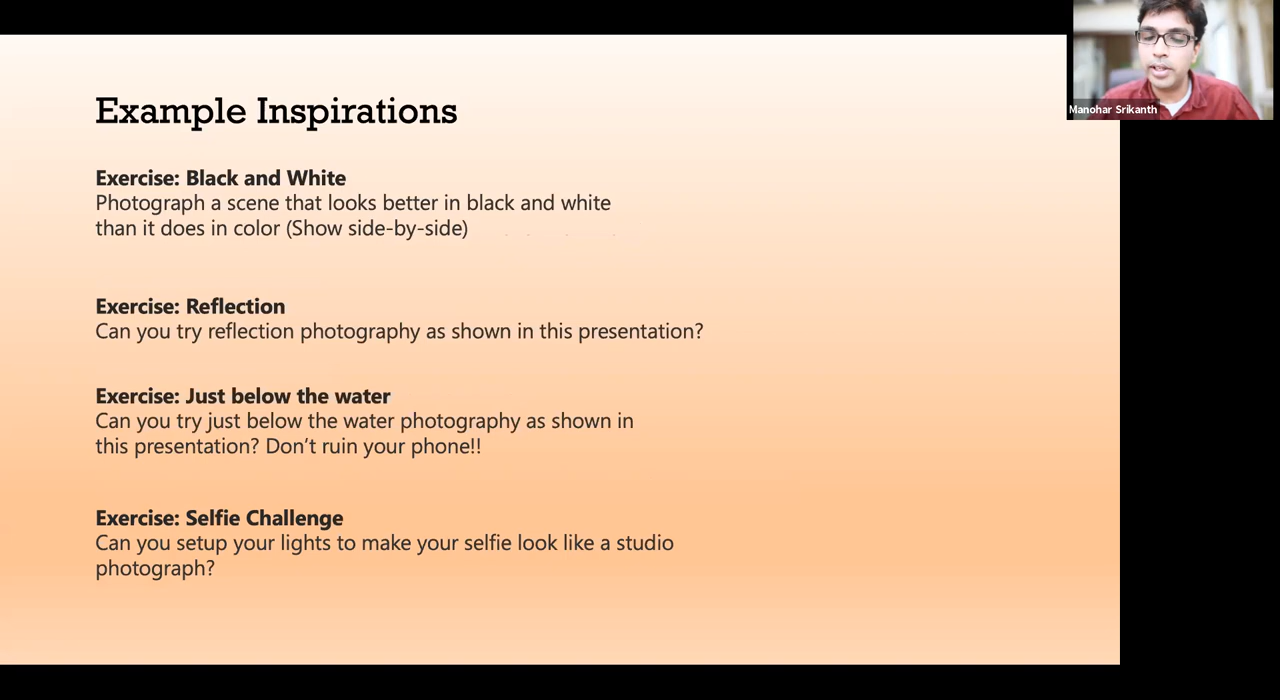 Example Inspirations
Manohar Srikanth
Exercise: Black and White
Photograph a scene that looks better in black and white
than it does in color (Show side-by-side)
Exercise: Reflection
Can you try reflection photography as shown in this presentation?
Exercise: Just below the water
Can you try just below the water photography as shown in
this presentation? Don’t ruin your phone!!
Exercise: Selfie Challenge
Can you setup your lights to make your selfie look like a studio
photograph?